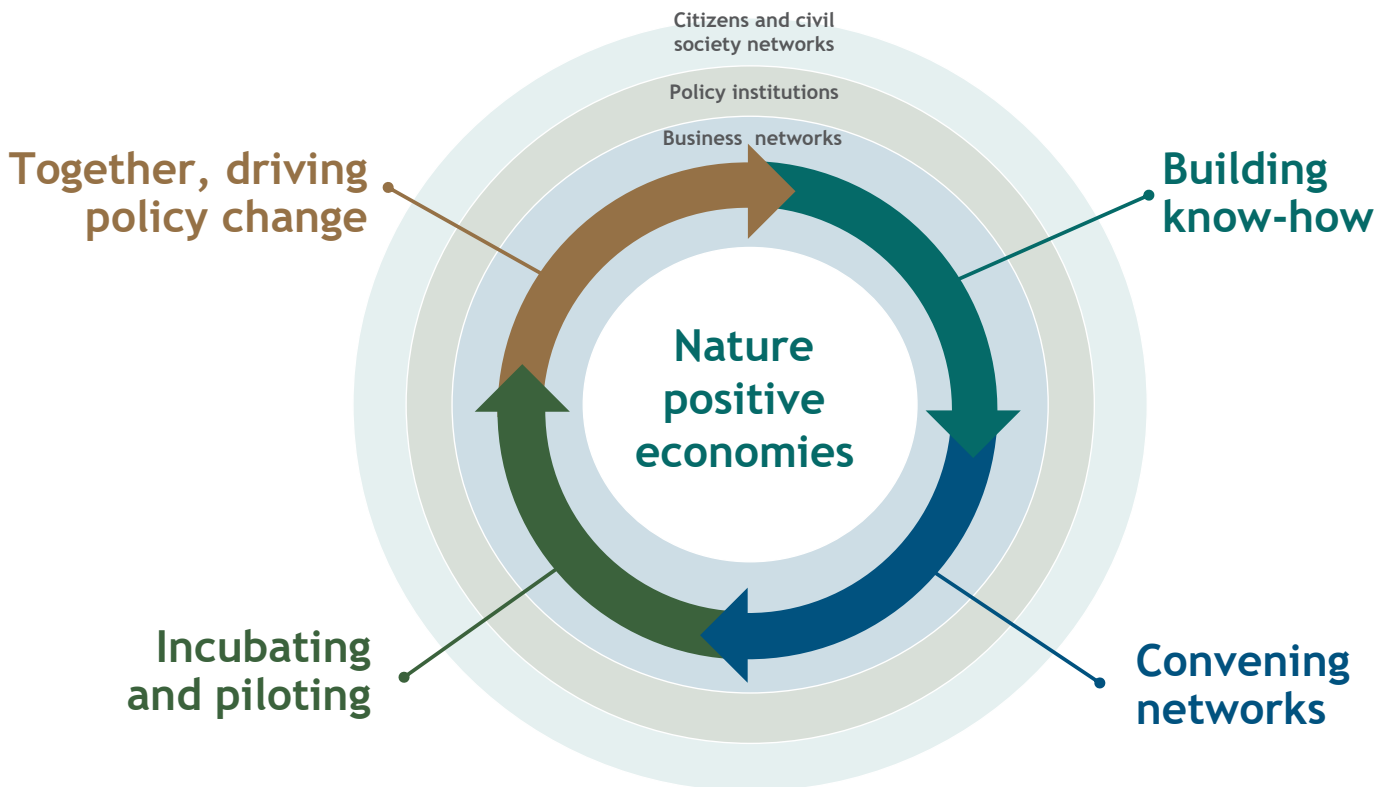 Citizens and civil
society networks
Policy institutions
Business networks
Together, driving
policy change
Building
know-how
Nature
positive
economies
Incubating
and piloting
Convening
networks